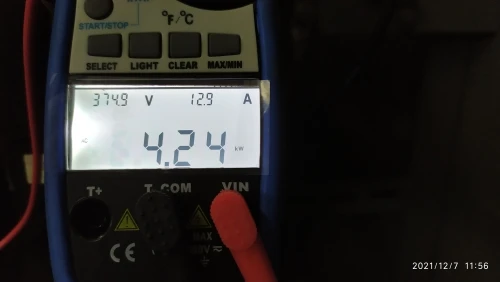 START/STOP
°F/°C
SELECT LIGHT CLEAR MAX/MIN
374.9 V 12.9 A
4.24 kW
T+ T- COM VIN
MAX
CE
2021/12/7 11:56